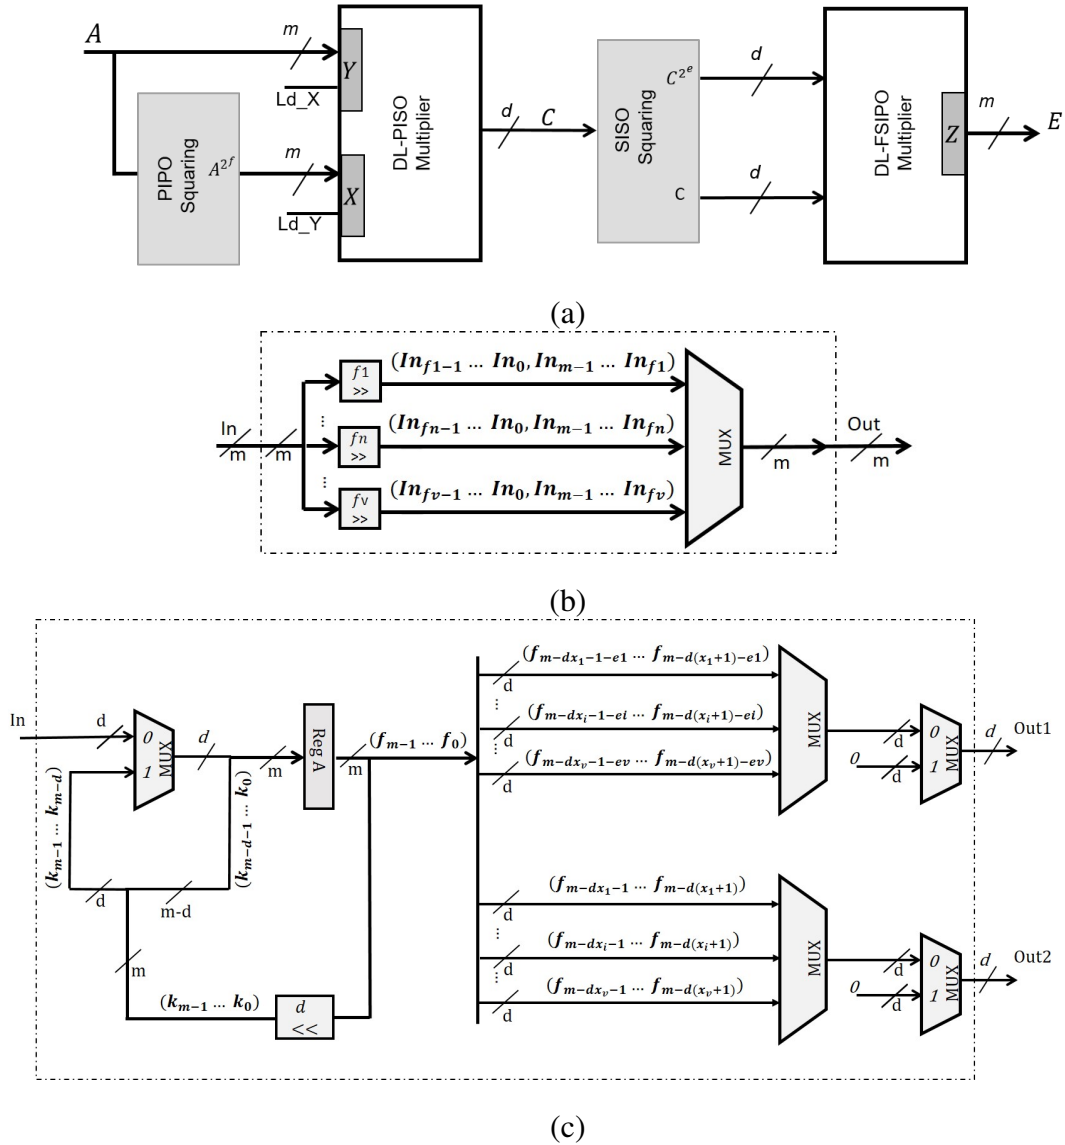 A
m
Y
Ld_X
PIPO Squaring
A^{2^f}
m
X
Ld_Y
DL-PISO Multiplier
d
C
SISO Squaring
C^{2^e}
d
C
d
DL-FSIPO Multiplier
Z
m
E
(a)
In
m
m
f1 >>
(In_{f1-1} ... In_0, In_{m-1} ... In_{f1})
...
fn >>
(In_{fn-1} ... In_0, In_{m-1} ... In_{fn})
...
fv >>
(In_{fv-1} ... In_0, In_{m-1} ... In_{fv})
MUX
m
Out
m
(b)
In
d
0
1
MUX
d
m
Reg A
m
(f_{m-1} ... f_0)
(k_{m-1} ... k_{m-d})
(k_{m-d-1} ... k_0)
d
m-d
m
(k_{m-1} ... k_0)
d <<
(f_{m-dx_1-1-e1} ... f_{m-d(x_1+1)-e1})
d
...
(f_{m-dx_i-1-ei} ... f_{m-d(x_i+1)-ei})
d
...
(f_{m-dx_v-1-ev} ... f_{m-d(x_v+1)-ev})
d
MUX
d
0
0
d
1
MUX
d
Out1
(f_{m-dx_1-1} ... f_{m-d(x_1+1)})
d
...
(f_{m-dx_i-1} ... f_{m-d(x_i+1)})
d
...
(f_{m-dx_v-1} ... f_{m-d(x_v+1)})
d
MUX
d
0
0
d
1
MUX
d
Out2
(c)